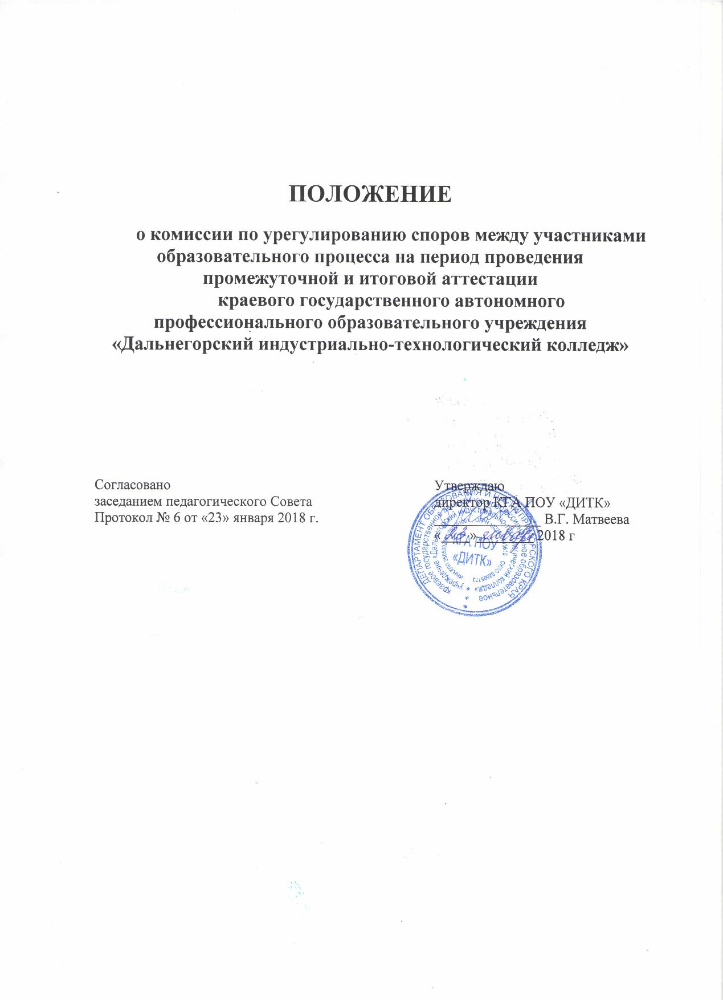 ПОЛОЖЕНИЕ
о комиссии по урегулированию споров между участниками
образовательного процесса на период проведения
промежуточной и итоговой аттестации
краевого государственного автономного
профессионального образовательного учреждения
«Дальнегорский индустриально-технологический колледж»
Согласовано
заседанием педагогического Совета
Протокол № 6 от «23» января 2018 г.
Утверждаю
директор КГА ПОУ «ДИТК»
В.Г. Матвеева
«23» января 2018 г
ДЕПАРТАМЕНТ ОБРАЗОВАНИЯ И НАУКИ ПРИМОРСКОГО КРАЯ
краевое государственное автономное профессиональное образовательное
учреждение «Дальнегорский индустриально-технологический колледж»
КГА ПОУ
«ДИТК»